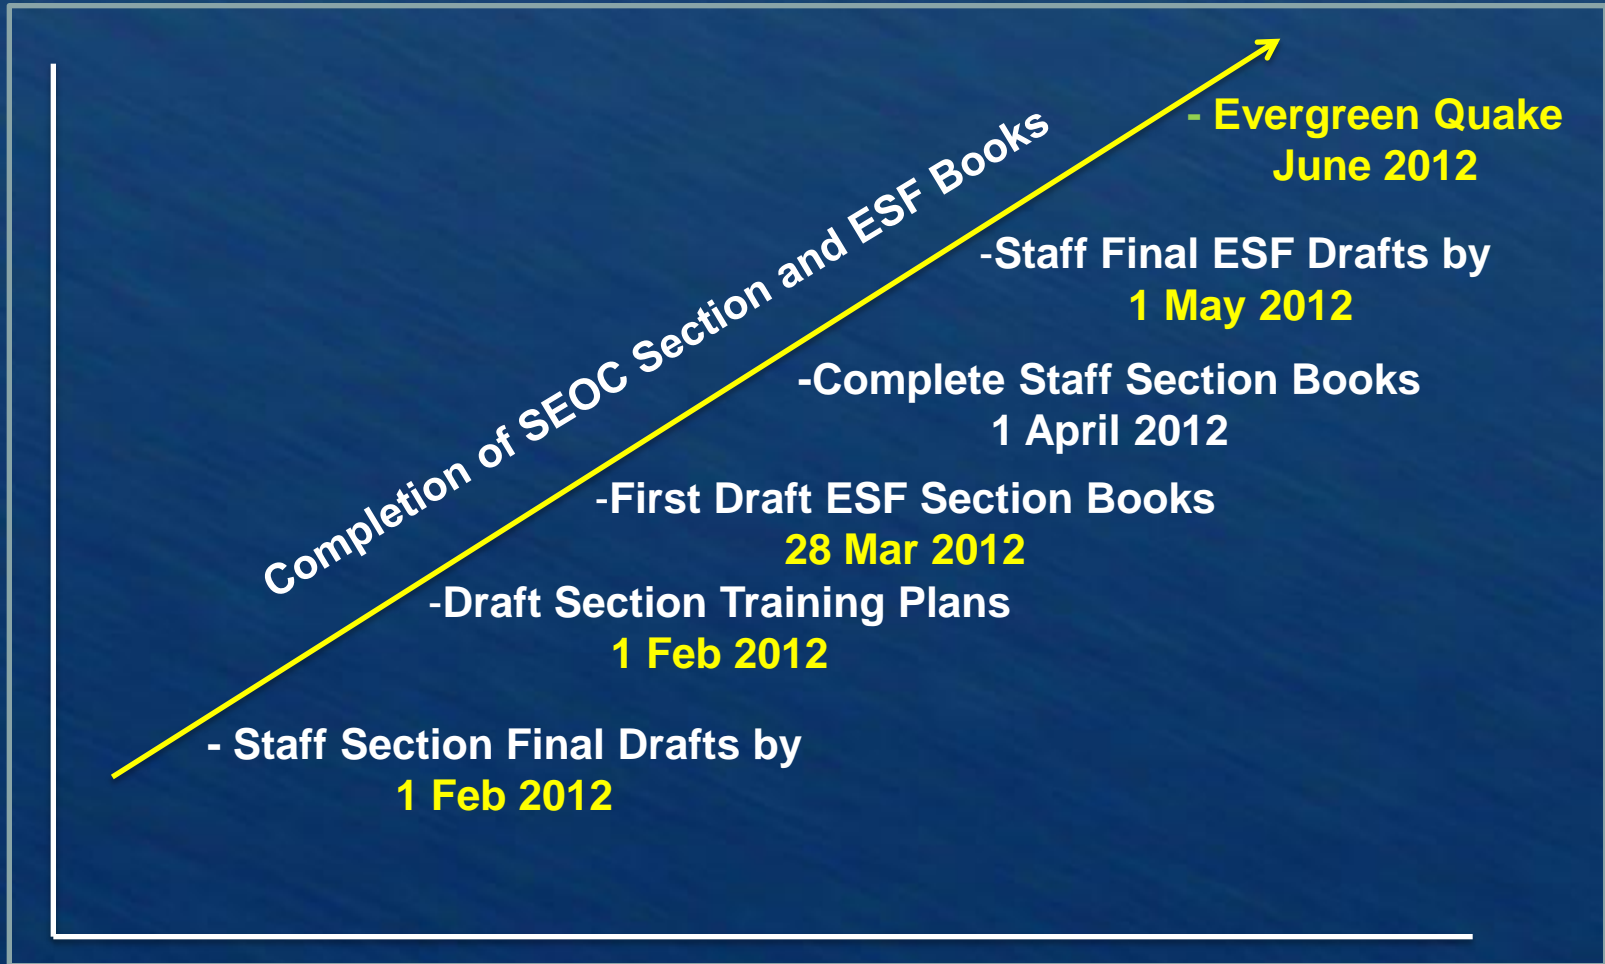 - Evergreen Quake
June 2012
Completion of SEOC Section and ESF Books
-Staff Final ESF Drafts by
1 May 2012
-Complete Staff Section Books
1 April 2012
-First Draft ESF Section Books
28 Mar 2012
-Draft Section Training Plans
1 Feb 2012
- Staff Section Final Drafts by
1 Feb 2012